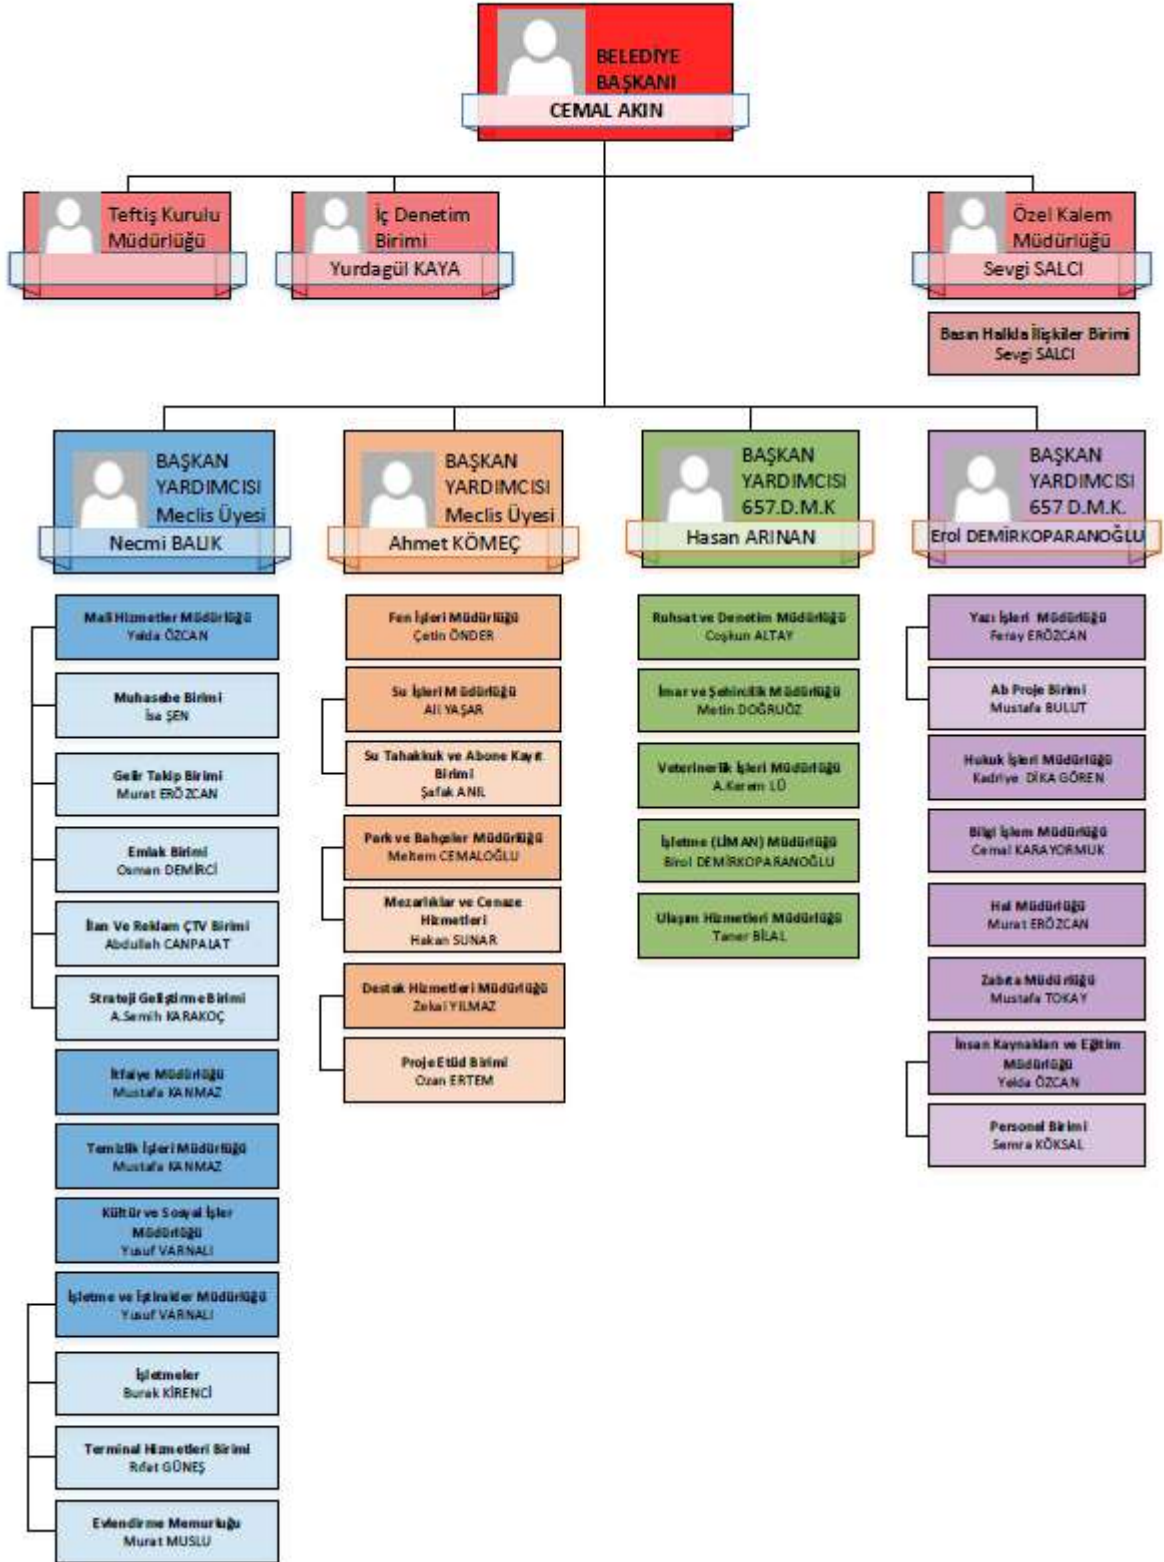 BELEDİYE
BAŞKANI
CEMAL AKIN
Teftiş Kurulu
Müdürlüğü
İç Denetim
Birimi
Yurdagül KAYA
Özel Kalem
Müdürlüğü
Sevgi SALCI
Basın Halkla İlişkiler Birimi
Sevgi SALCI
BAŞKAN
YARDIMCISI
Meclis Üyesi
Necmi BALIK
BAŞKAN
YARDIMCISI
Meclis Üyesi
Ahmet KÖMEÇ
BAŞKAN
YARDIMCISI
657.D.M.K
Hasan ARINAN
BAŞKAN
YARDIMCISI
657 D.M.K.
Erol DEMİRKOPARANOĞLU
Mali Hizmetler Müdürlüğü
Yelda ÖZCAN
Muhasebe Birimi
İsa ŞEN
Gelir Takip Birimi
Murat ERÖZCAN
Emlak Birimi
Osman DEMİRCİ
İlan Ve Reklam ÇTV Birimi
Abdullah CANPALAT
Strateji Geliştirme Birimi
A.Semih KARAKOÇ
İtfaiye Müdürlüğü
Mustafa KANMAZ
Temizlik İşleri Müdürlüğü
Mustafa KANMAZ
Kültür ve Sosyal İşler
Müdürlüğü
Yusuf VARNALI
İşletme ve İştirakler Müdürlüğü
Yusuf VARNALI
İşletmeler
Burak KİRENCİ
Terminal Hizmetleri Birimi
Rıfat GÜNEŞ
Evlendirme Memurluğu
Murat MUSLU
Fen İşleri Müdürlüğü
Çetin ÖNDER
Su İşleri Müdürlüğü
Ali YAŞAR
Su Tahakkuk ve Abone Kayıt
Birimi
Şafak ANIL
Park ve Bahçeler Müdürlüğü
Meltem CEMALOĞLU
Mezarlıklar ve Cenaze
Hizmetleri
Hakan SUNAR
Destek Hizmetleri Müdürlüğü
Zekai YILMAZ
Proje Etüd Birimi
Ozan ERTEM
Ruhsat ve Denetim Müdürlüğü
Coşkun ALTAY
İmar ve Şehircilik Müdürlüğü
Metin DOĞRUÖZ
Veterinerlik İşleri Müdürlüğü
A.Kerem LÜ
İşletme (LİMAN) Müdürlüğü
Birol DEMİRKOPARANOĞLU
Ulaşım Hizmetleri Müdürlüğü
Taner BİLAL
Yazı İşleri Müdürlüğü
Feray ERÖZCAN
Ab Proje Birimi
Mustafa BULUT
Hukuk İşleri Müdürlüğü
Kadriye DİKA GÖREN
Bilgi İşlem Müdürlüğü
Cemal KARAYORMUK
Hal Müdürlüğü
Murat ERÖZCAN
Zabıta Müdürlüğü
Mustafa TOKAY
İnsan Kaynakları ve Eğitim
Müdürlüğü
Yelda ÖZCAN
Personel Birimi
Semra KÖKSAL